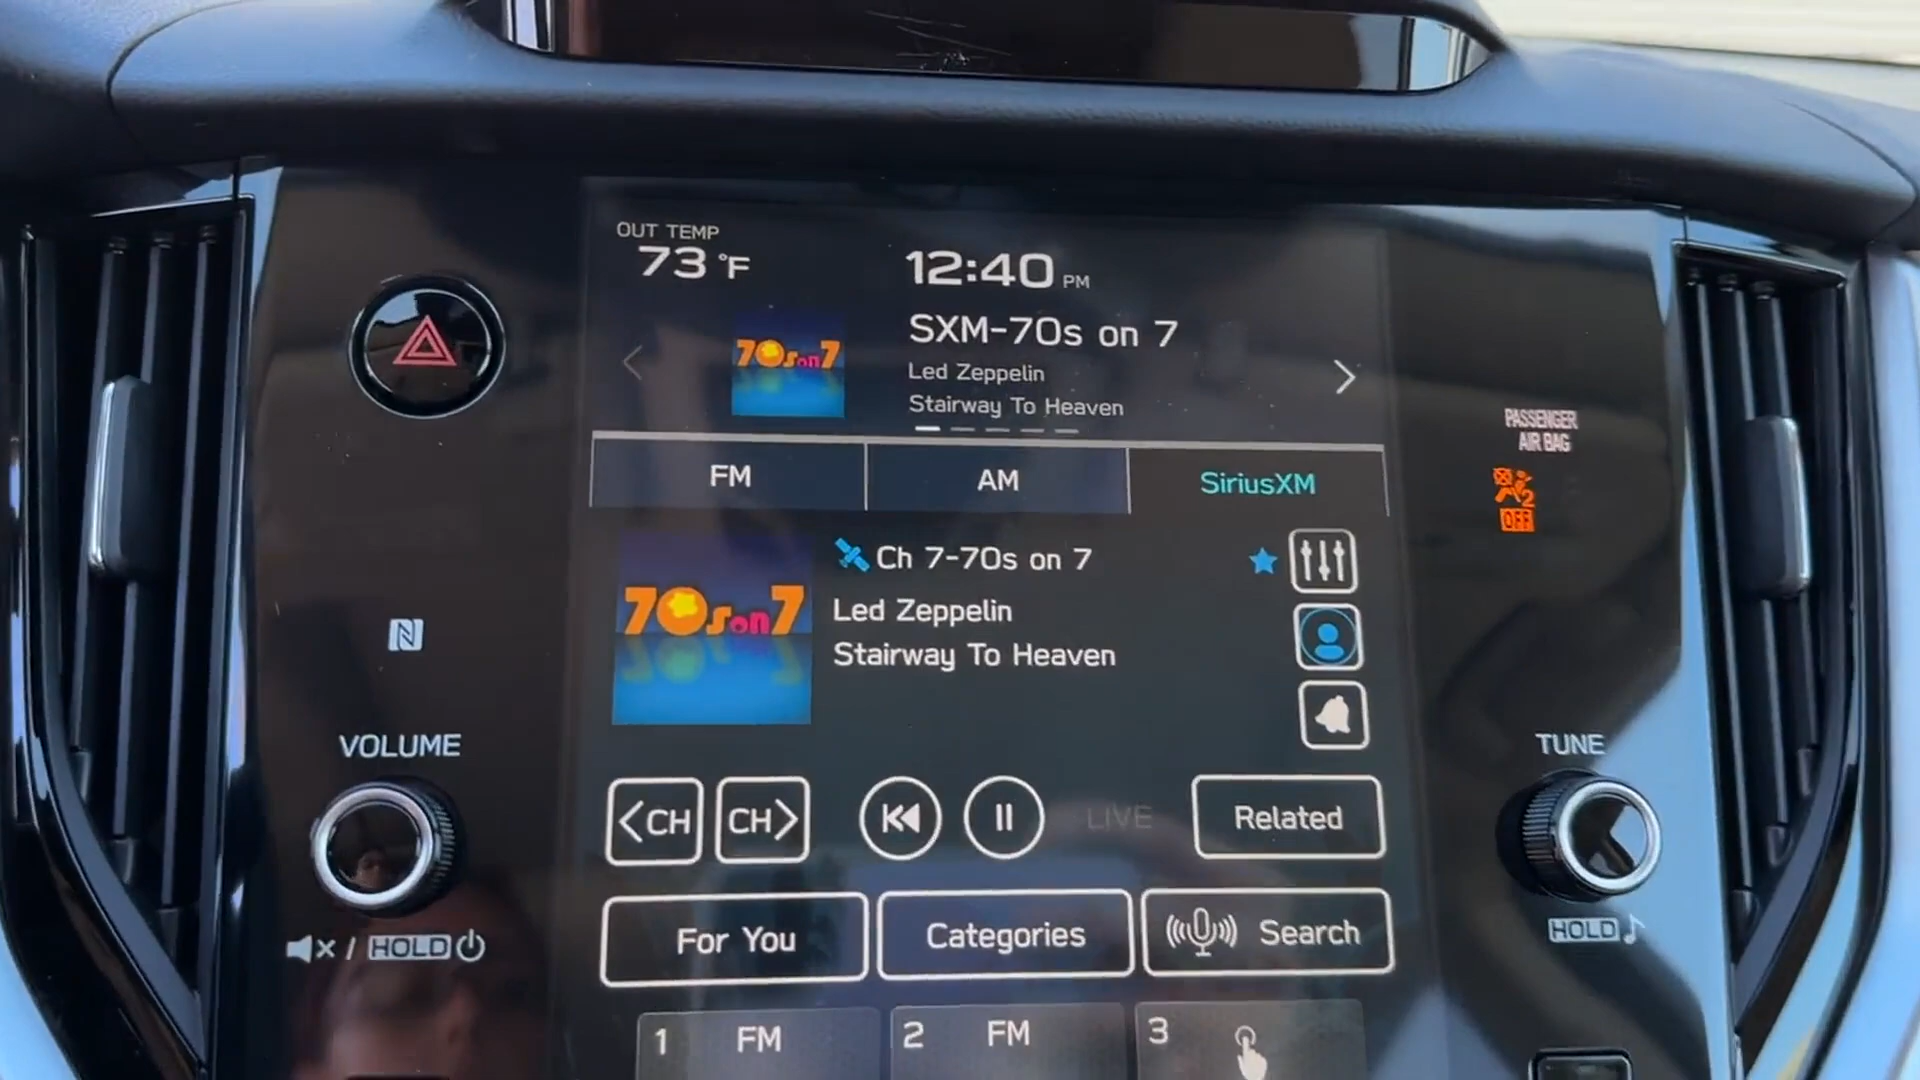 OUT TEMP
73 °F
12:40 PM
70s on 7
SXM-70s on 7
Led Zeppelin
Stairway To Heaven
PASSENGER
AIR BAG
2
OFF
FM AM SiriusXM
70s on 7
Ch 7-70s on 7
Led Zeppelin
Stairway To Heaven
N
VOLUME
TUNE
<CH CH> LIVE Related
For You Categories Search
X / HOLD
HOLD
1 FM 2 FM 3